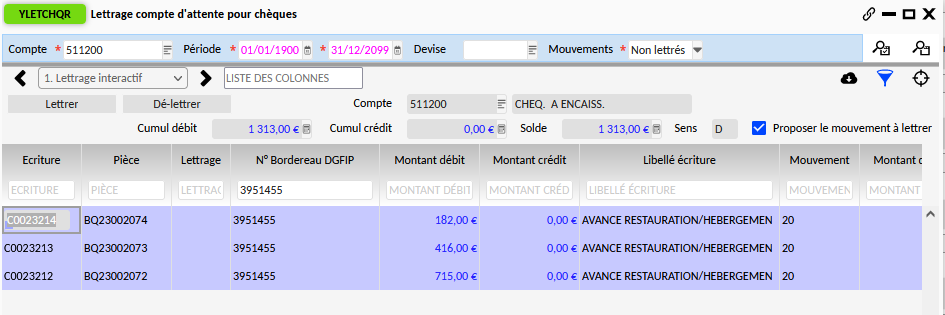 YLETCHQR Lettrage compte d'attente pour chèques
Compte * 511200 Période * 01/01/1900 * 31/12/2099 Devise Mouvements * Non lettrés
1. Lettrage interactif LISTE DES COLONNES
Lettrer Dé-lettrer Compte 511200 CHEQ. A ENCAISS.
Cumul débit 1 313,00 € Cumul crédit 0,00 € Solde 1 313,00 € Sens D Proposer le mouvement à lettrer
Ecriture Pièce Lettrage N° Bordereau DGFIP Montant débit Montant crédit Libellé écriture Mouvement Montant c
ECRITURE PIÈCE LETTRAG 3951455 MONTANT DÉBIT MONTANT CRÉD LIBELLÉ ÉCRITURE MOUVEMEN MONTANT
C0023214 BQ23002074 3951455 182,00 € 0,00 € AVANCE RESTAURATION/HEBERGEMEN 20
C0023213 BQ23002073 3951455 416,00 € 0,00 € AVANCE RESTAURATION/HEBERGEMEN 20
C0023212 BQ23002072 3951455 715,00 € 0,00 € AVANCE RESTAURATION/HEBERGEMEN 20